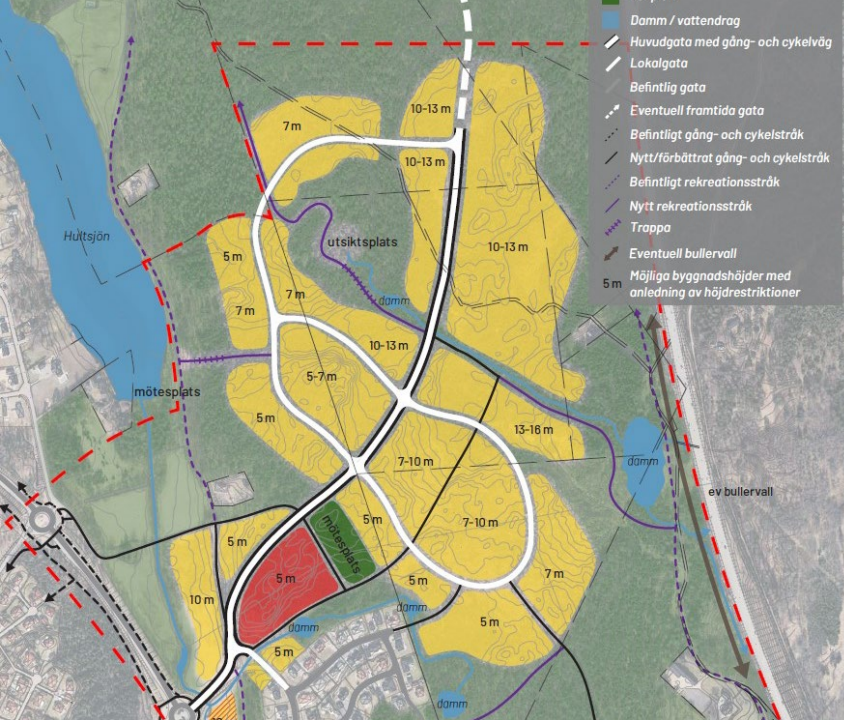 Damm / vattendrag
Huvudgata med gång- och cykelväg
Lokalgata
Befintlig gata
Eventuell framtida gata
Befintligt gång- och cykelstråk
Nytt/förbättrat gång- och cykelstråk
Befintligt rekreationsstråk
Nytt rekreationsstråk
Trappa
Eventuell bullervall
5 m Möjliga byggnadshöjder med
anledning av höjdrestriktioner
10-13 m
7 m
10-13 m
Hultsjön
utsiktsplats
10-13 m
5 m
7 m
damm
7 m
10-13 m
5-7 m
mötesplats
5 m
13-16 m
7-10 m
damm
ev bullervall
5 m
7-10 m
mötesplats
5 m
7 m
5 m
5 m
10 m
damm
5 m
damm
5 m
damm